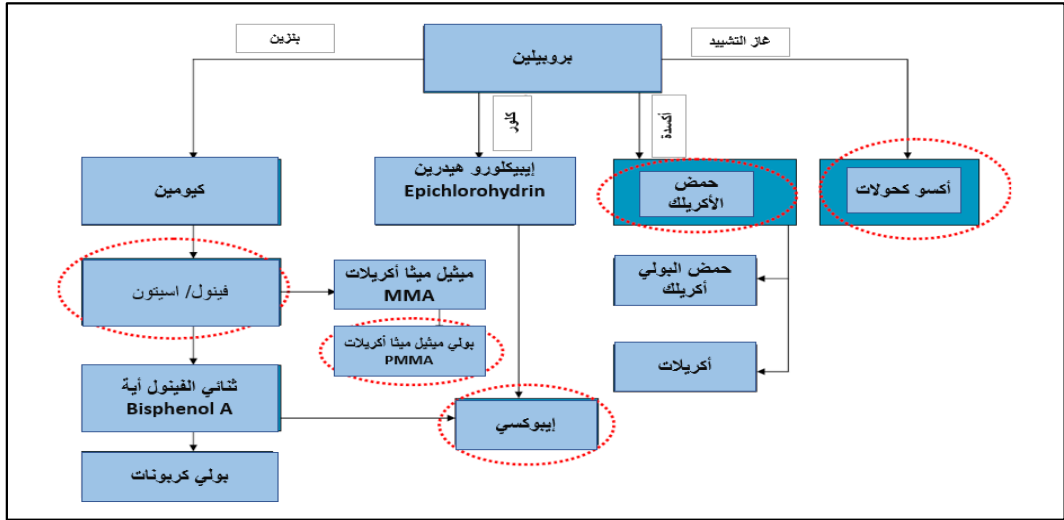 بروبيلين
بنزين
غاز التشييد
كلور
أكسدة
كيومين
إيبيكلورو هيدرين
Epichlorohydrin
حمض
الأكريلك
أكسو كحولات
فينول/ اسيتون
ميثيل ميثا أكريلات
MMA
حمض البولي
أكريلك
بولي ميثيل ميثا أكريلات
PMMA
أكريلات
ثنائي الفينول أية
Bisphenol A
إيبوكسي
بولي كربونات